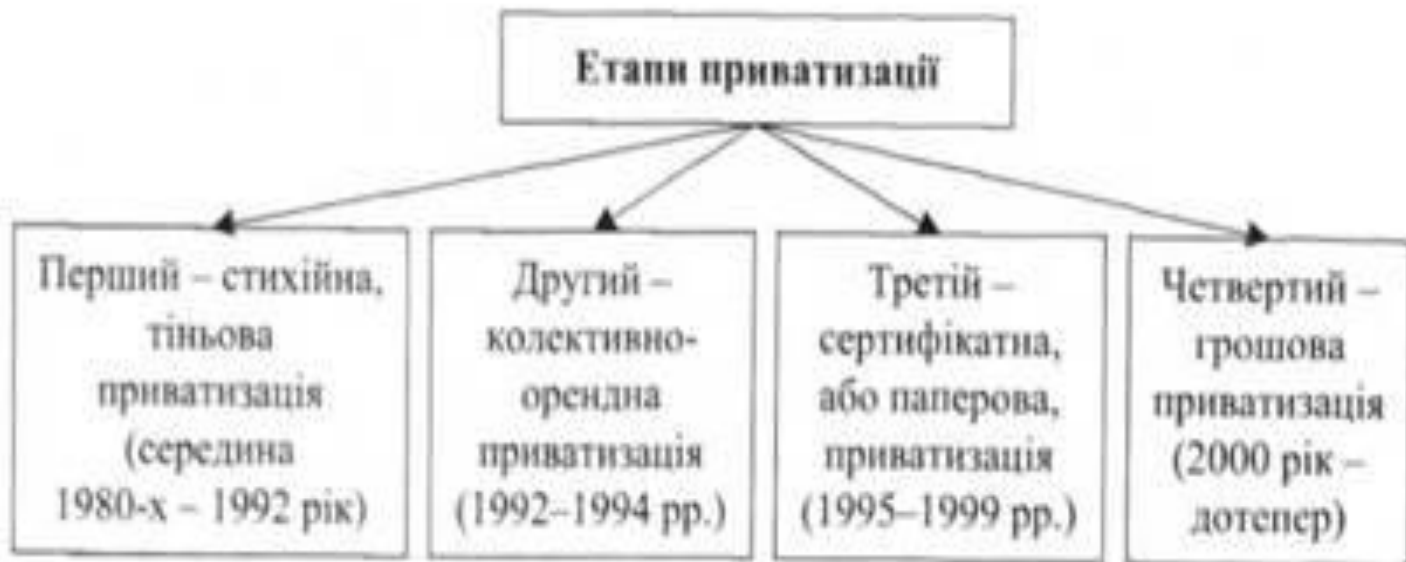 Етапи приватизації
Перший – стихійна,
тіньова
приватизація
(середина
1980-х – 1992 рік)
Другий –
колективно-
орендна
приватизація
(1992–1994 рр.)
Третій –
сертифікатна,
або паперова,
приватизація
(1995–1999 рр.)
Четвертий –
грошова
приватизація
(2000 рік –
дотепер)